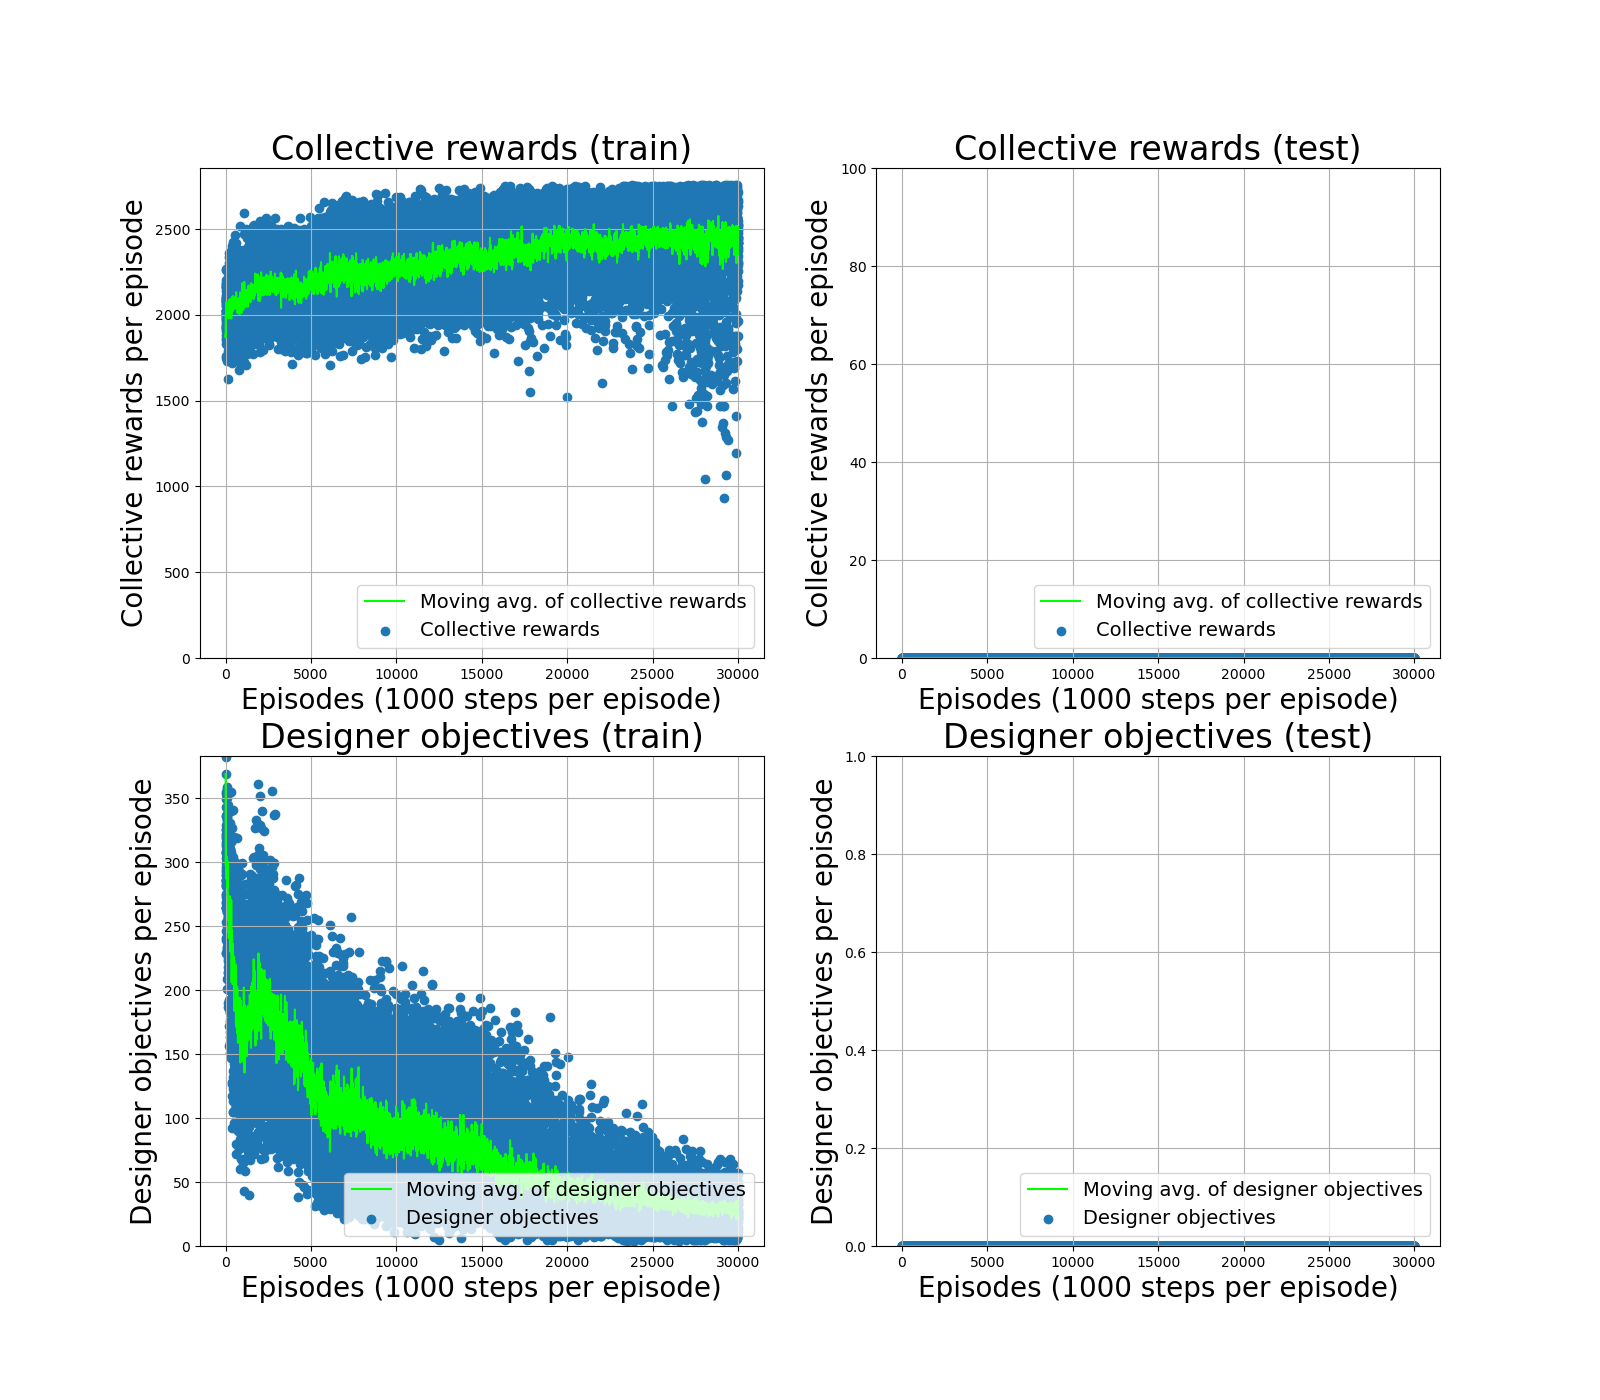 Collective rewards (train)
Collective rewards per episode
2500
2000
1500
1000
500
0
Moving avg. of collective rewards
Collective rewards
0 5000 10000 15000 20000 25000 30000
Episodes (1000 steps per episode)
Collective rewards (test)
Collective rewards per episode
100
80
60
40
20
0
Moving avg. of collective rewards
Collective rewards
0 5000 10000 15000 20000 25000 30000
Episodes (1000 steps per episode)
Designer objectives (train)
Designer objectives per episode
350
300
250
200
150
100
50
0
Moving avg. of designer objectives
Designer objectives
0 5000 10000 15000 20000 25000 30000
Episodes (1000 steps per episode)
Designer objectives (test)
Designer objectives per episode
1.0
0.8
0.6
0.4
0.2
0.0
Moving avg. of designer objectives
Designer objectives
0 5000 10000 15000 20000 25000 30000
Episodes (1000 steps per episode)